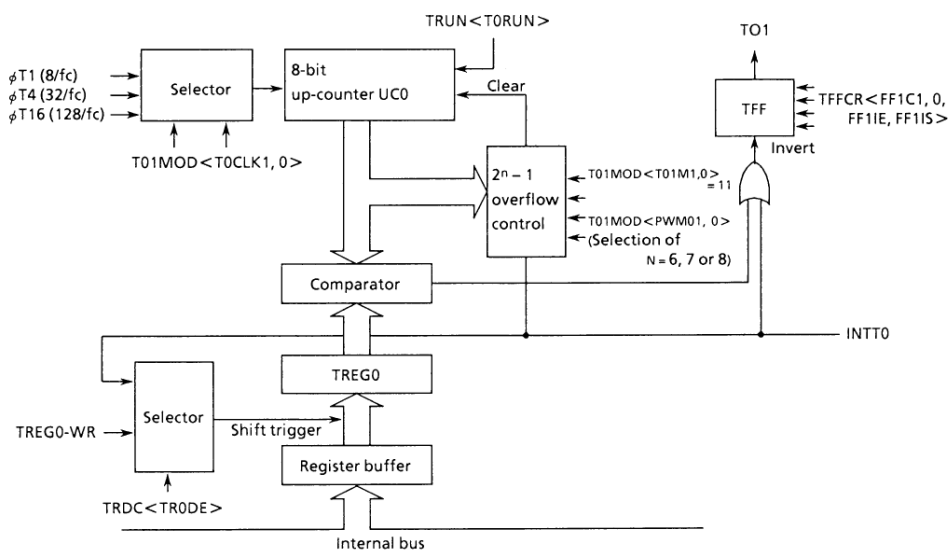 TRUN<T0RUN>
TO1
8-bit
up-counter UC0
Clear
φT1 (8/fc)
φT4 (32/fc)
φT16 (128/fc)
Selector
T01MOD<T0CLK1, 0>
TFF
TFFCR<FF1C1, 0,
FF1IE, FF1IS>
Invert
2ⁿ – 1
overflow
control
T01MOD<T01M1,0>
= 11
T01MOD<PWM01, 0>
(Selection of
N = 6, 7 or 8)
Comparator
INTT0
TREG0
Selector
TREG0-WR
Shift trigger
Register buffer
TRDC<TR0DE>
Internal bus